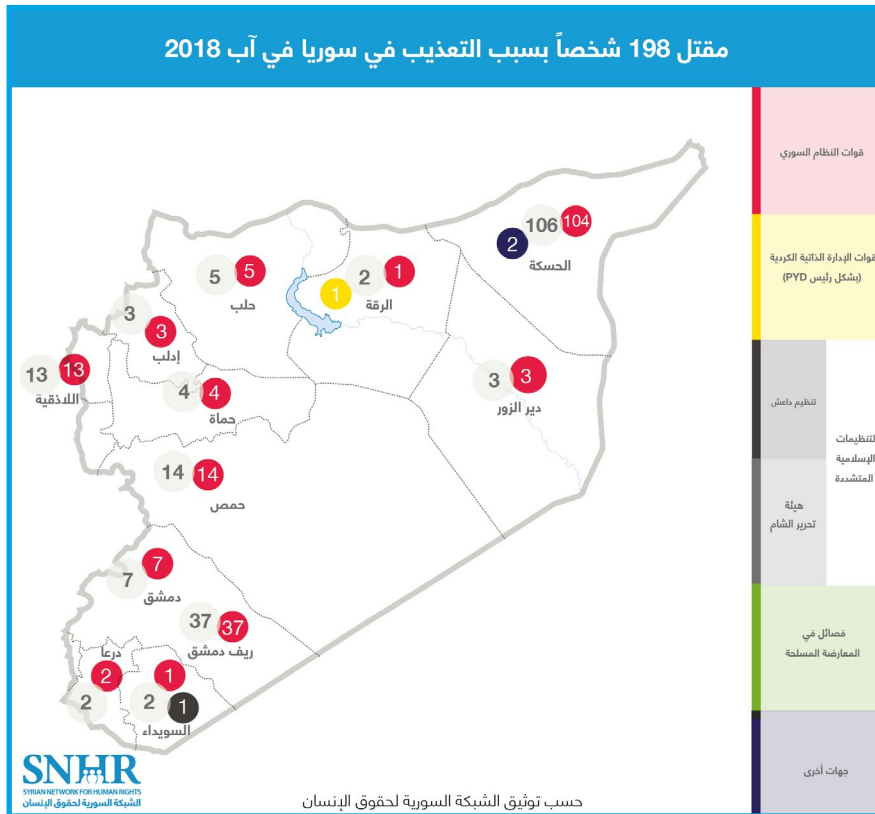 مقتل 198 شخصاً بسبب التعذيب في سوريا في آب 2018
قوات النظام السوري
قوات الإدارة الذاتية الكردية
(بشكل رئيس PYD)
تنظيم داعش
هيئة
تحرير الشام
التنظيمات
الإسلامية
المتشددة
فصائل في
المعارضة المسلحة
جهات أخرى
106
104
2
الحسكة
5
5
حلب
2
1
1
الرقة
3
3
إدلب
13
13
اللاذقية
4
4
حماة
3
3
دير الزور
14
14
حمص
7
7
دمشق
37
37
ريف دمشق
درعا
2
2
1
2
1
السويداء
SNHR
SYRIAN NETWORK FOR HUMAN RIGHTS
الشبكة السورية لحقوق الإنسان
حسب توثيق الشبكة السورية لحقوق الإنسان